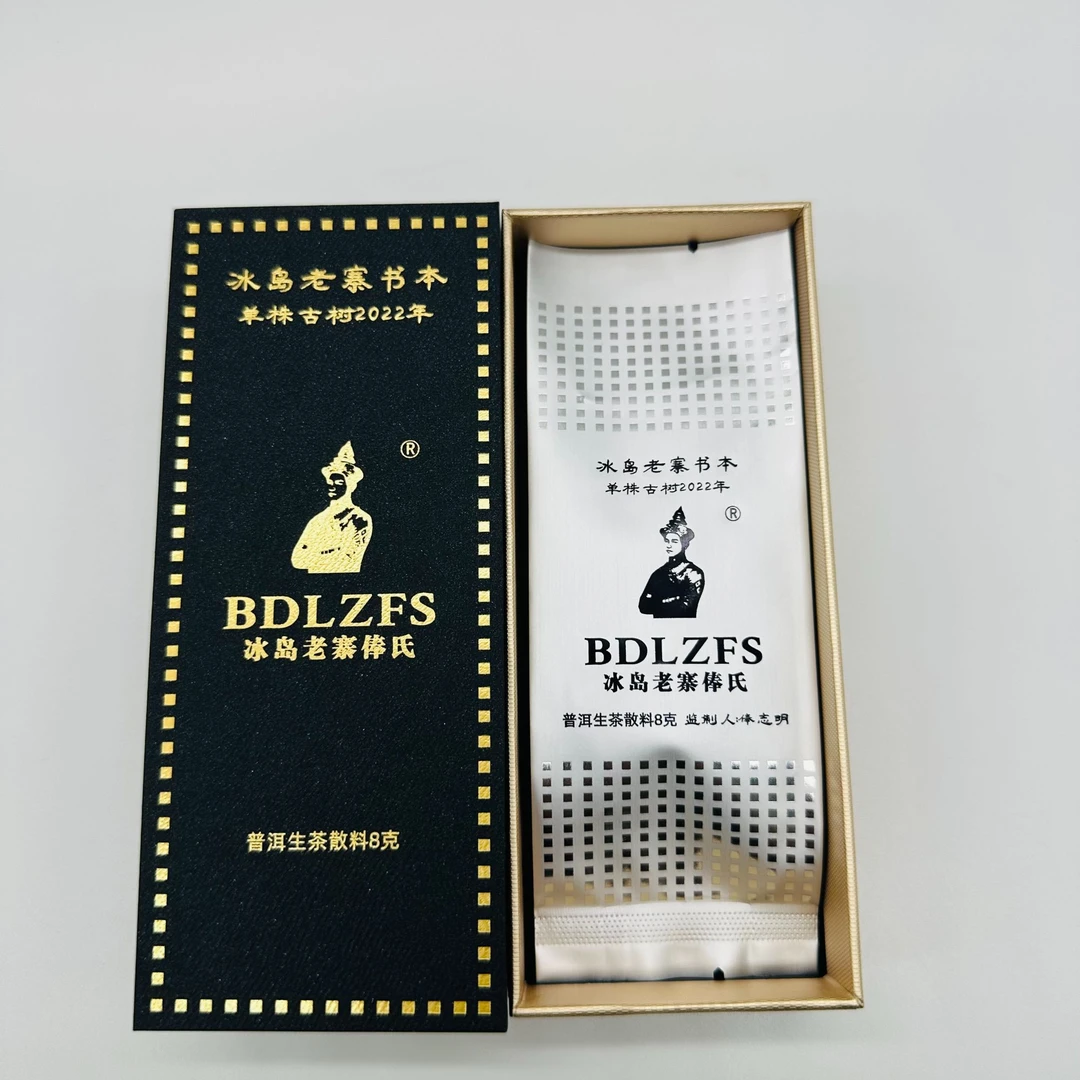 冰岛老寨书本
单株古树2022年
®
BDLZFS
冰岛老寨俸氏
普洱生茶散料8克
冰岛老寨书本
单株古树2022年
®
BDLZFS
冰岛老寨俸氏
普洱生茶散料8克 监制人俸志明